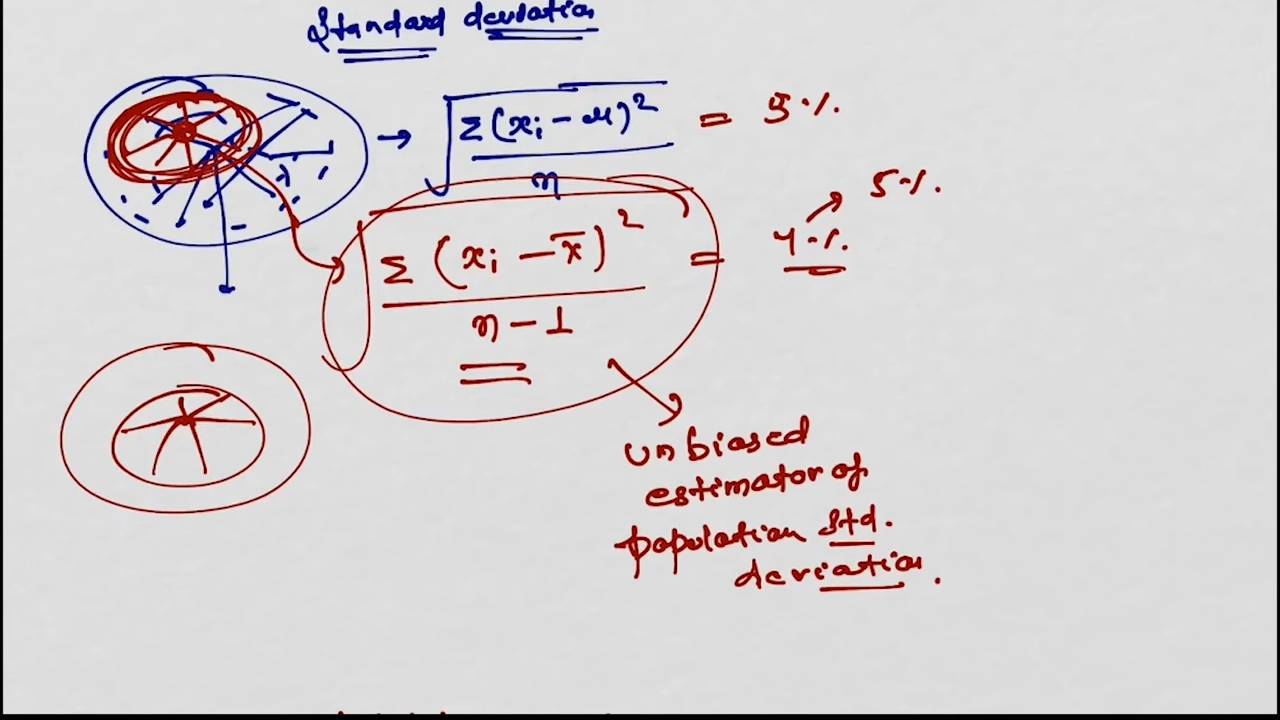 Standard deviation
→ √(Σ(xᵢ − μ)² / n) = 5%
√(Σ(xᵢ − x̄)² / (n − 1)) = 4% → 5%
unbiased
estimator of
population Std.
deviation.